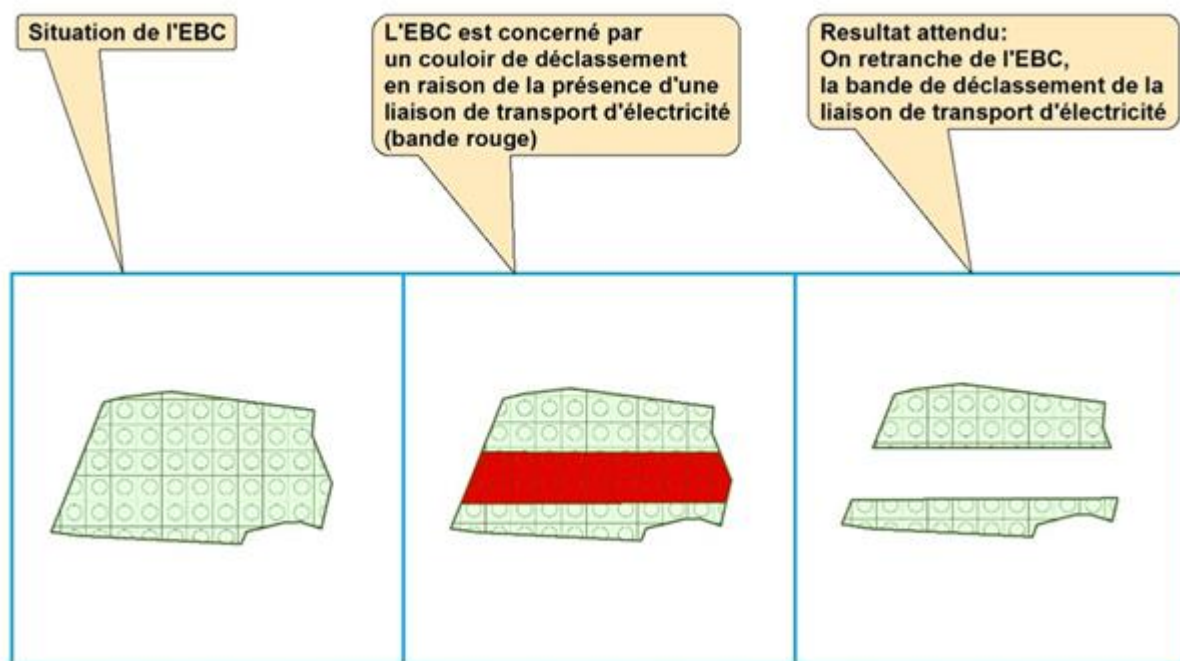 Situation de l'EBC
L'EBC est concerné par
un couloir de déclassement
en raison de la présence d'une
liaison de transport d'électricité
(bande rouge)
Resultat attendu:
On retranche de l'EBC,
la bande de déclassement de la
liaison de transport d'électricité